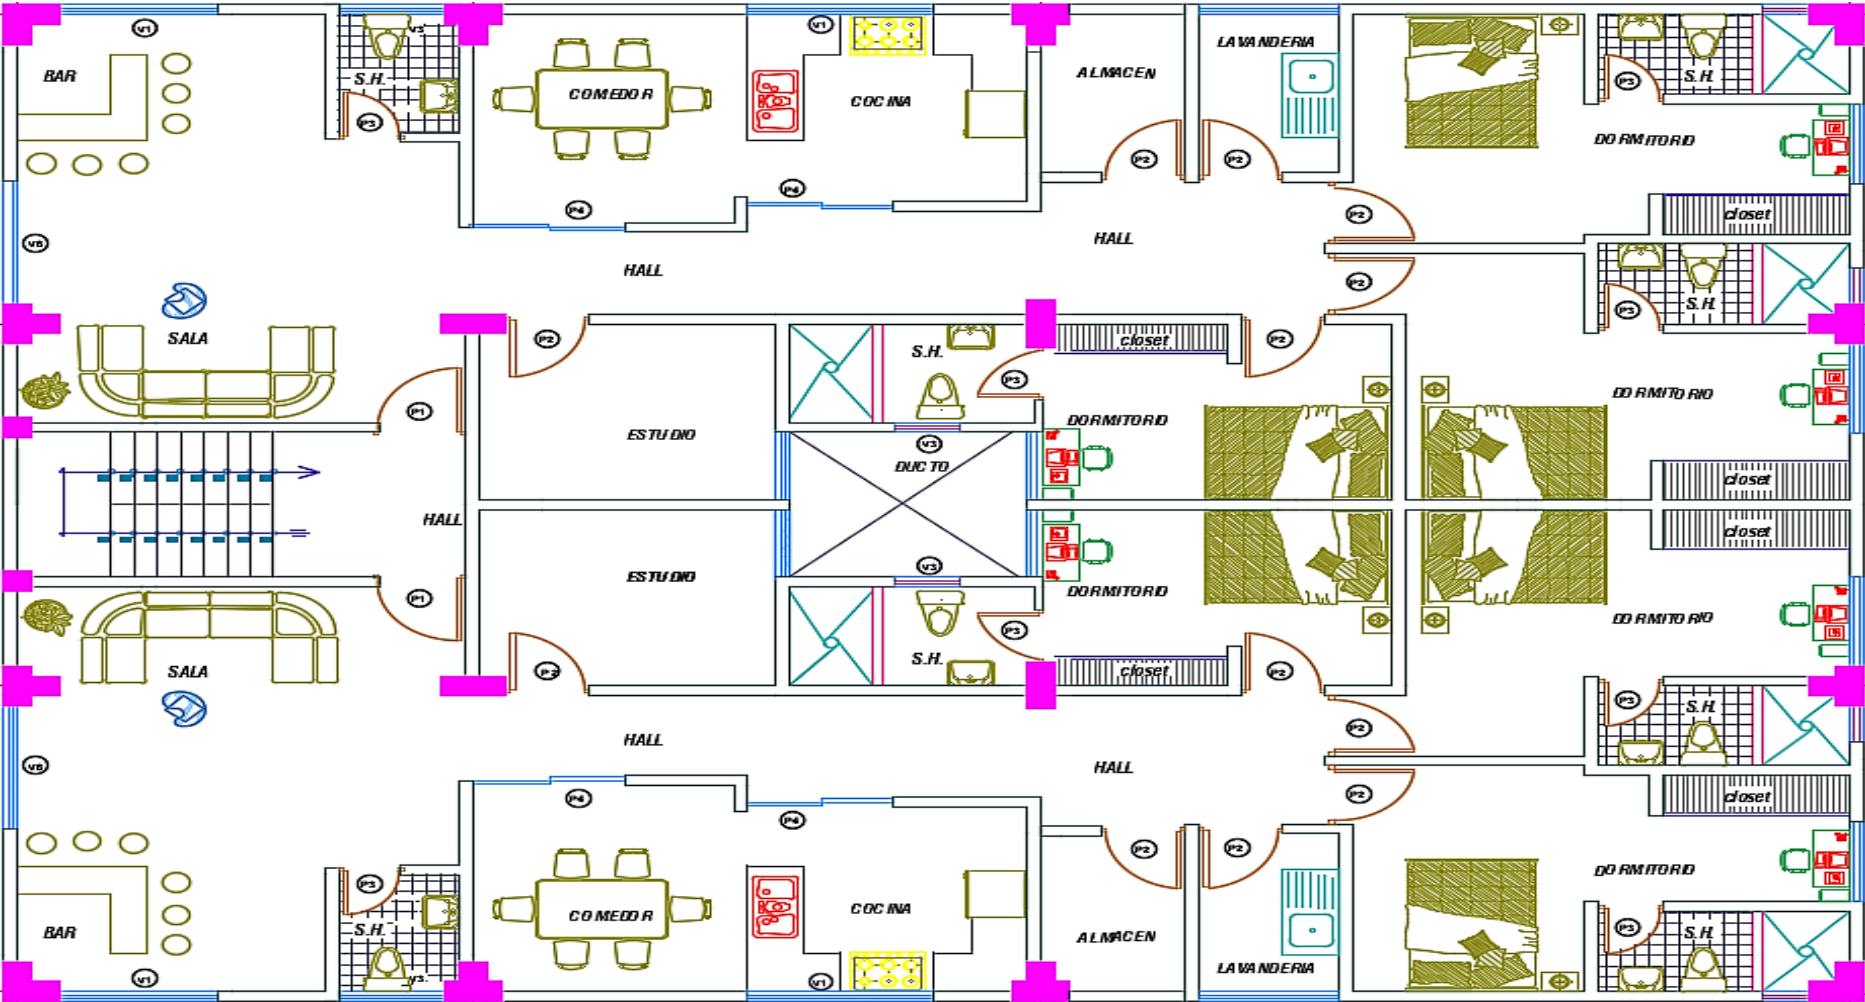 V1
V3
V1
BAR
S.H.
COMEDOR
COCINA
ALMACEN
LAVANDERIA
P3
S.H.
P3
DORMITORIO
P2
P2
P4
P4
P2
closet
V6
HALL
HALL
P2
S.H.
P3
SALA
P2
S.H.
closet
P2
P3
DORMITORIO
P1
DORMITORIO
ESTUDIO
V3
DUCTO
closet
HALL
closet
V3
ESTUDIO
P1
DORMITORIO
DORMITORIO
P3
SALA
P2
S.H.
closet
P2
P3
S.H.
P2
HALL
HALL
V6
P2
closet
P4
P4
P2
P2
DORMITORIO
P3
BAR
S.H.
COMEDOR
COCINA
ALMACEN
LAVANDERIA
P3
S.H.
V1
V3
V1